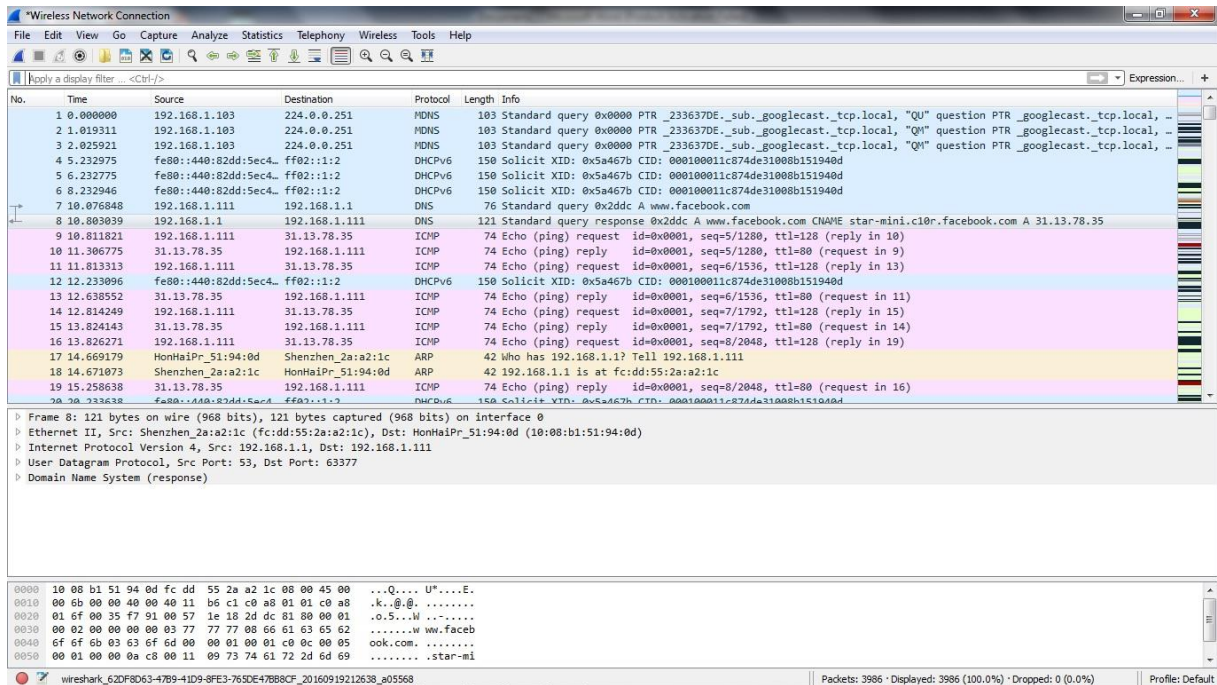 *Wireless Network Connection
File Edit View Go Capture Analyze Statistics Telephony Wireless Tools Help
Apply a display filter ... <Ctrl-/> Expression... +
No. Time Source Destination Protocol Length Info
1 0.000000 192.168.1.103 224.0.0.251 MDNS 103 Standard query 0x0000 PTR _233637DE._sub._googlecast._tcp.local, "QU" question PTR _googlecast._tcp.local, …
2 1.019311 192.168.1.103 224.0.0.251 MDNS 103 Standard query 0x0000 PTR _233637DE._sub._googlecast._tcp.local, "QM" question PTR _googlecast._tcp.local, …
3 2.025921 192.168.1.103 224.0.0.251 MDNS 103 Standard query 0x0000 PTR _233637DE._sub._googlecast._tcp.local, "QM" question PTR _googlecast._tcp.local, …
4 5.232975 fe80::440:82dd:5ec4… ff02::1:2 DHCPv6 150 Solicit XID: 0x5a467b CID: 000100011c874de31008b151940d
5 6.232775 fe80::440:82dd:5ec4… ff02::1:2 DHCPv6 150 Solicit XID: 0x5a467b CID: 000100011c874de31008b151940d
6 8.232946 fe80::440:82dd:5ec4… ff02::1:2 DHCPv6 150 Solicit XID: 0x5a467b CID: 000100011c874de31008b151940d
7 10.076848 192.168.1.111 192.168.1.1 DNS 76 Standard query 0x2ddc A www.facebook.com
8 10.803039 192.168.1.1 192.168.1.111 DNS 121 Standard query response 0x2ddc A www.facebook.com CNAME star-mini.c10r.facebook.com A 31.13.78.35
9 10.811821 192.168.1.111 31.13.78.35 ICMP 74 Echo (ping) request id=0x0001, seq=5/1280, ttl=128 (reply in 10)
10 11.306775 31.13.78.35 192.168.1.111 ICMP 74 Echo (ping) reply id=0x0001, seq=5/1280, ttl=80 (request in 9)
11 11.813313 192.168.1.111 31.13.78.35 ICMP 74 Echo (ping) request id=0x0001, seq=6/1536, ttl=128 (reply in 13)
12 12.233096 fe80::440:82dd:5ec4… ff02::1:2 DHCPv6 150 Solicit XID: 0x5a467b CID: 000100011c874de31008b151940d
13 12.638552 31.13.78.35 192.168.1.111 ICMP 74 Echo (ping) reply id=0x0001, seq=6/1536, ttl=80 (request in 11)
14 12.814249 192.168.1.111 31.13.78.35 ICMP 74 Echo (ping) request id=0x0001, seq=7/1792, ttl=128 (reply in 15)
15 13.824143 31.13.78.35 192.168.1.111 ICMP 74 Echo (ping) reply id=0x0001, seq=7/1792, ttl=80 (request in 14)
16 13.826271 192.168.1.111 31.13.78.35 ICMP 74 Echo (ping) request id=0x0001, seq=8/2048, ttl=128 (reply in 19)
17 14.669179 HonHaiPr_51:94:0d Shenzhen_2a:a2:1c ARP 42 Who has 192.168.1.1? Tell 192.168.1.111
18 14.671073 Shenzhen_2a:a2:1c HonHaiPr_51:94:0d ARP 42 192.168.1.1 is at fc:dd:55:2a:a2:1c
19 15.258638 31.13.78.35 192.168.1.111 ICMP 74 Echo (ping) reply id=0x0001, seq=8/2048, ttl=80 (request in 16)
20 20.233638 fe80::440:82dd:5ec4… ff02::1:2 DHCPv6 150 Solicit XID: 0x5a467b CID: 000100011c874de31008b151940d
Frame 8: 121 bytes on wire (968 bits), 121 bytes captured (968 bits) on interface 0
Ethernet II, Src: Shenzhen_2a:a2:1c (fc:dd:55:2a:a2:1c), Dst: HonHaiPr_51:94:0d (10:08:b1:51:94:0d)
Internet Protocol Version 4, Src: 192.168.1.1, Dst: 192.168.1.111
User Datagram Protocol, Src Port: 53, Dst Port: 63377
Domain Name System (response)
0000 10 08 b1 51 94 0d fc dd 55 2a a2 1c 08 00 45 00 ...Q.... U*....E.
0010 00 6b 00 00 40 00 40 11 b6 c1 c0 a8 01 01 c0 a8 .k..@.@. ........
0020 01 6f 00 35 f7 91 00 57 1e 18 2d dc 81 80 00 01 .o.5...W ..-.....
0030 00 02 00 00 00 00 03 77 77 77 08 66 61 63 65 62 .......w ww.faceb
0040 6f 6f 6b 03 63 6f 6d 00 00 01 00 01 c0 0c 00 05 ook.com. ........
0050 00 01 00 00 0a c8 00 11 09 73 74 61 72 2d 6d 69 ........ .star-mi
wireshark_62DF8D63-47B9-41D9-8FE3-765DE47BB8CF_20160919212638_a05568 Packets: 3986 · Displayed: 3986 (100.0%) · Dropped: 0 (0.0%) Profile: Default